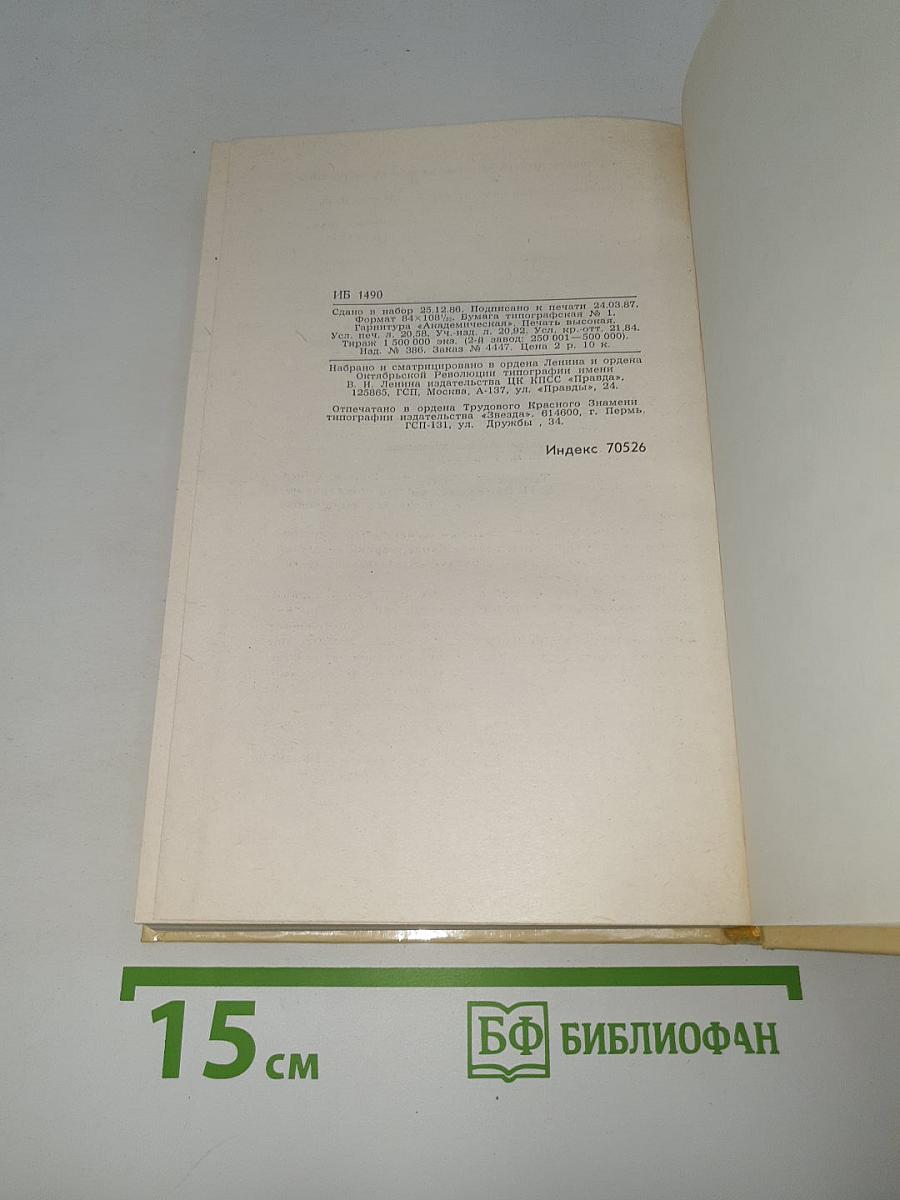 ИБ 1490
Сдано в набор 25.12.86. Подписано к печати 24.03.87.
Формат 84×108¹/₃₂. Бумага типографская № 1.
Гарнитура «Академическая». Печать высокая.
Усл. печ. л. 20,58. Уч.-изд. л. 20,92. Усл. кр.-отт. 21,84.
Тираж 1 500 000 экз. (2-й завод: 250 001—500 000).
Изд. № 386. Заказ № 4447. Цена 2 р. 10 к.
Набрано и сматрицировано в ордена Ленина и ордена
Октябрьской Революции типографии имени
В. И. Ленина издательства ЦК КПСС «Правда»,
125865, ГСП, Москва, А-137, ул. «Правды», 24.
Отпечатано в ордена Трудового Красного Знамени
типографии издательства «Звезда». 614600, г. Пермь,
ГСП-131, ул. Дружбы , 34.
Индекс 70526
15 см
БФ БИБЛИОФАН